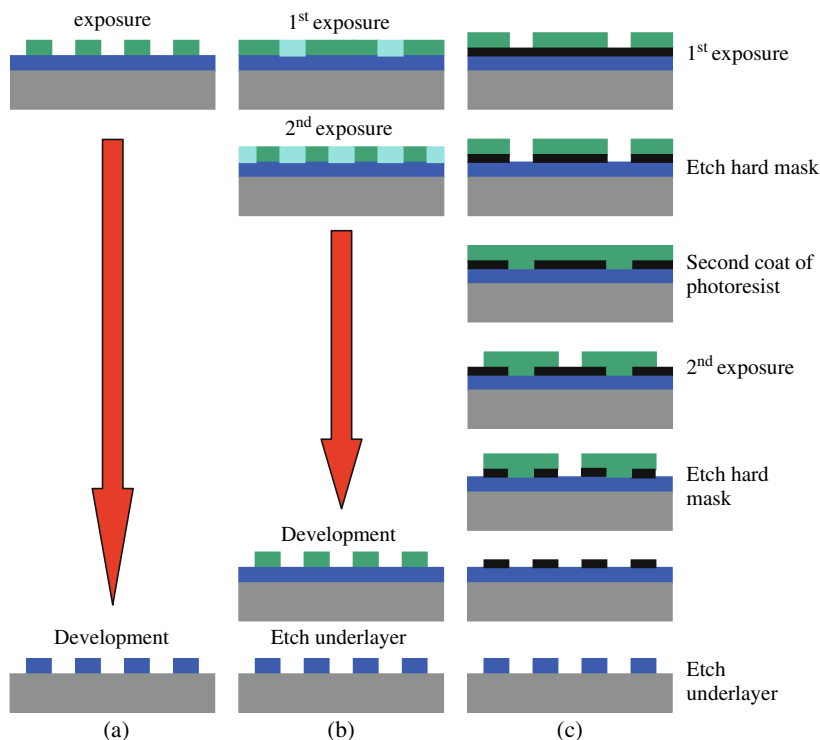 exposure
Development
(a)
1st exposure
2nd exposure
Development
Etch underlayer
(b)
1st exposure
Etch hard mask
Second coat of
photoresist
2nd exposure
Etch hard
mask
Etch
underlayer
(c)